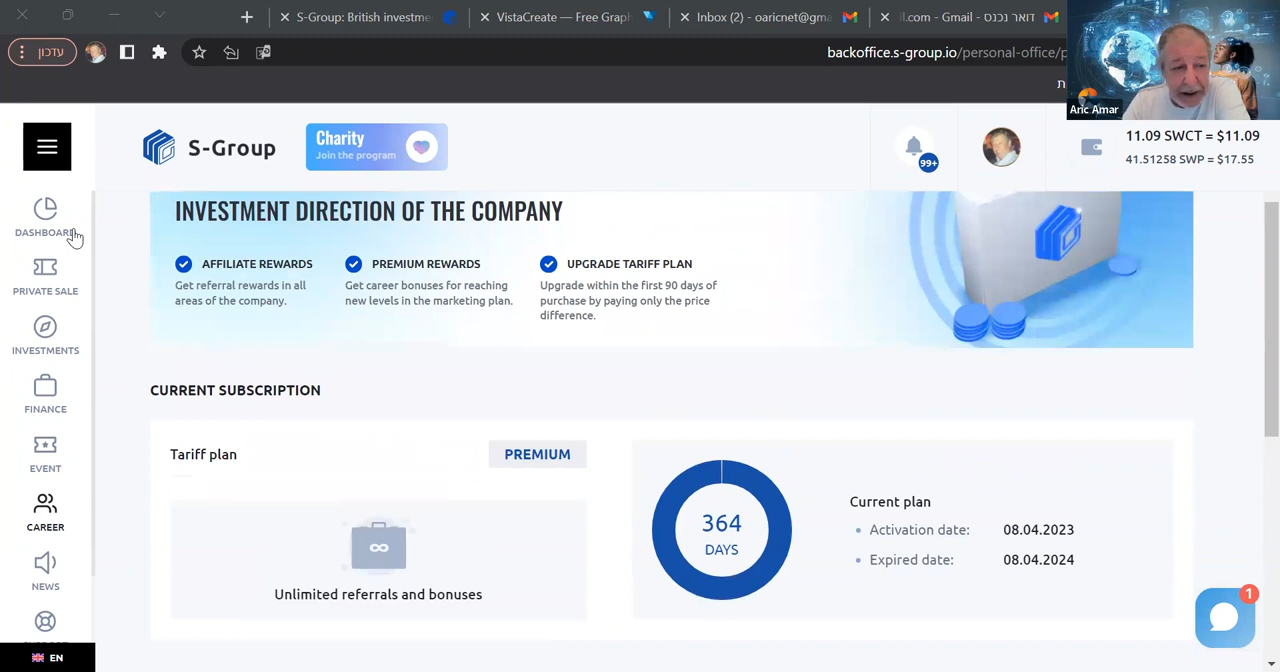 S-Group: British investme
VistaCreate — Free Graph
Inbox (2) - oaricnet@gma
il.com - Gmail - דואר נכנס
עדכון
backoffice.s-group.io/personal-office/p
ת
Aric Amar
S-Group
Charity
Join the program
99+
11.09 SWCT = $11.09
41.51258 SWP = $17.55
DASHBOARD
PRIVATE SALE
INVESTMENTS
FINANCE
EVENT
CAREER
NEWS
EN
INVESTMENT DIRECTION OF THE COMPANY
AFFILIATE REWARDS
Get referral rewards in all
areas of the company.
PREMIUM REWARDS
Get career bonuses for reaching
new levels in the marketing plan.
UPGRADE TARIFF PLAN
Upgrade within the first 90 days of
purchase by paying only the price
difference.
CURRENT SUBSCRIPTION
Tariff plan
PREMIUM
Unlimited referrals and bonuses
364
DAYS
Current plan
Activation date: 08.04.2023
Expired date: 08.04.2024
1